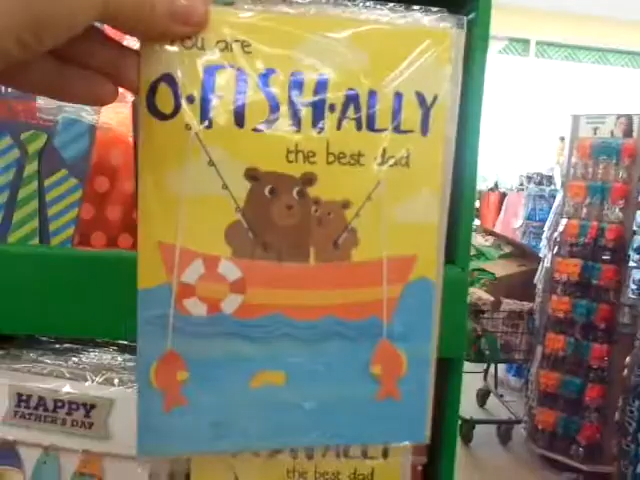 You are
O·FISH·ALLY
the best dad
HAPPY
FATHER'S DAY
the best dad